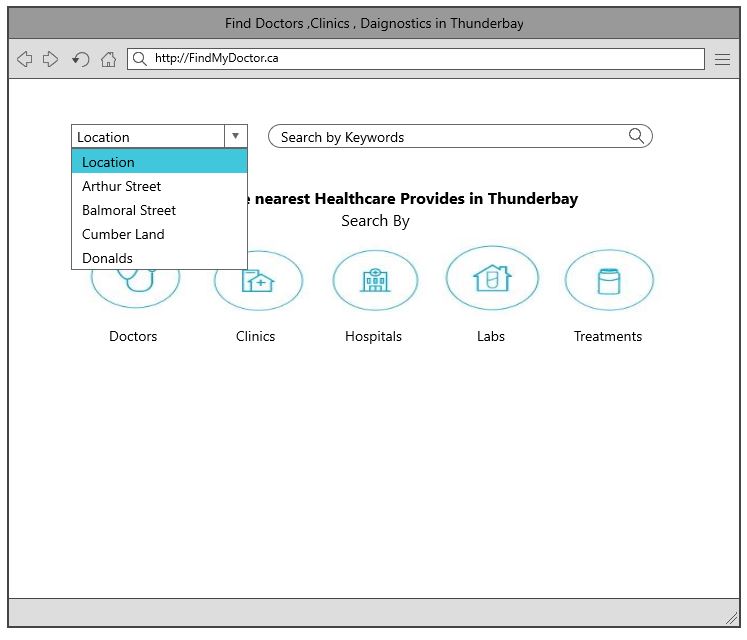 Find Doctors ,Clinics , Daignostics in Thunderbay
http://FindMyDoctor.ca
Location
Search by Keywords
Location
Arthur Street
Balmoral Street
Cumber Land
Donalds
nearest Healthcare Provides in Thunderbay
Search By
Doctors
Clinics
Hospitals
Labs
Treatments